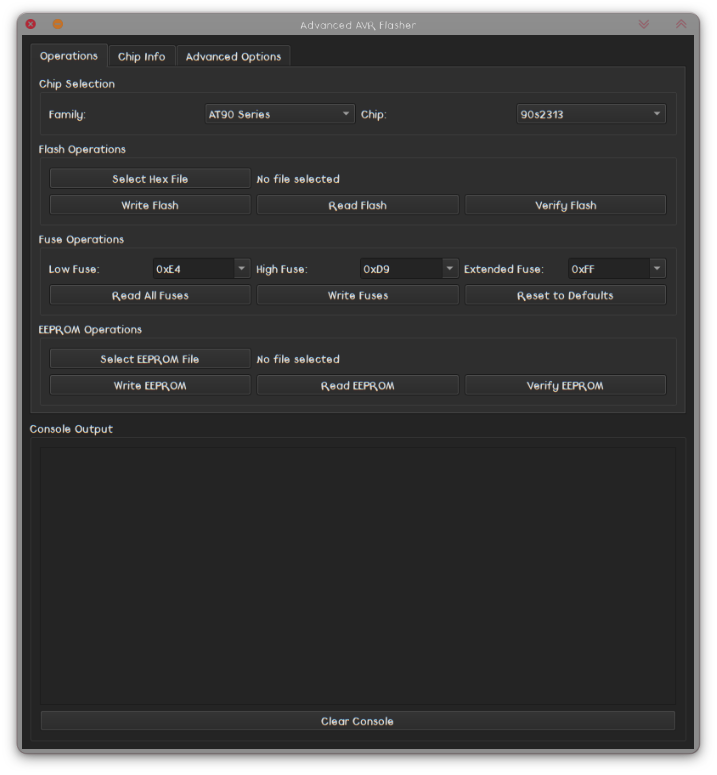 Advanced AVR Flasher
Operations Chip Info Advanced Options
Chip Selection
Family: AT90 Series Chip: 90s2313
Flash Operations
Select Hex File No file selected
Write Flash Read Flash Verify Flash
Fuse Operations
Low Fuse: 0xE4 High Fuse: 0xD9 Extended Fuse: 0xFF
Read All Fuses Write Fuses Reset to Defaults
EEPROM Operations
Select EEPROM File No file selected
Write EEPROM Read EEPROM Verify EEPROM
Console Output
Clear Console